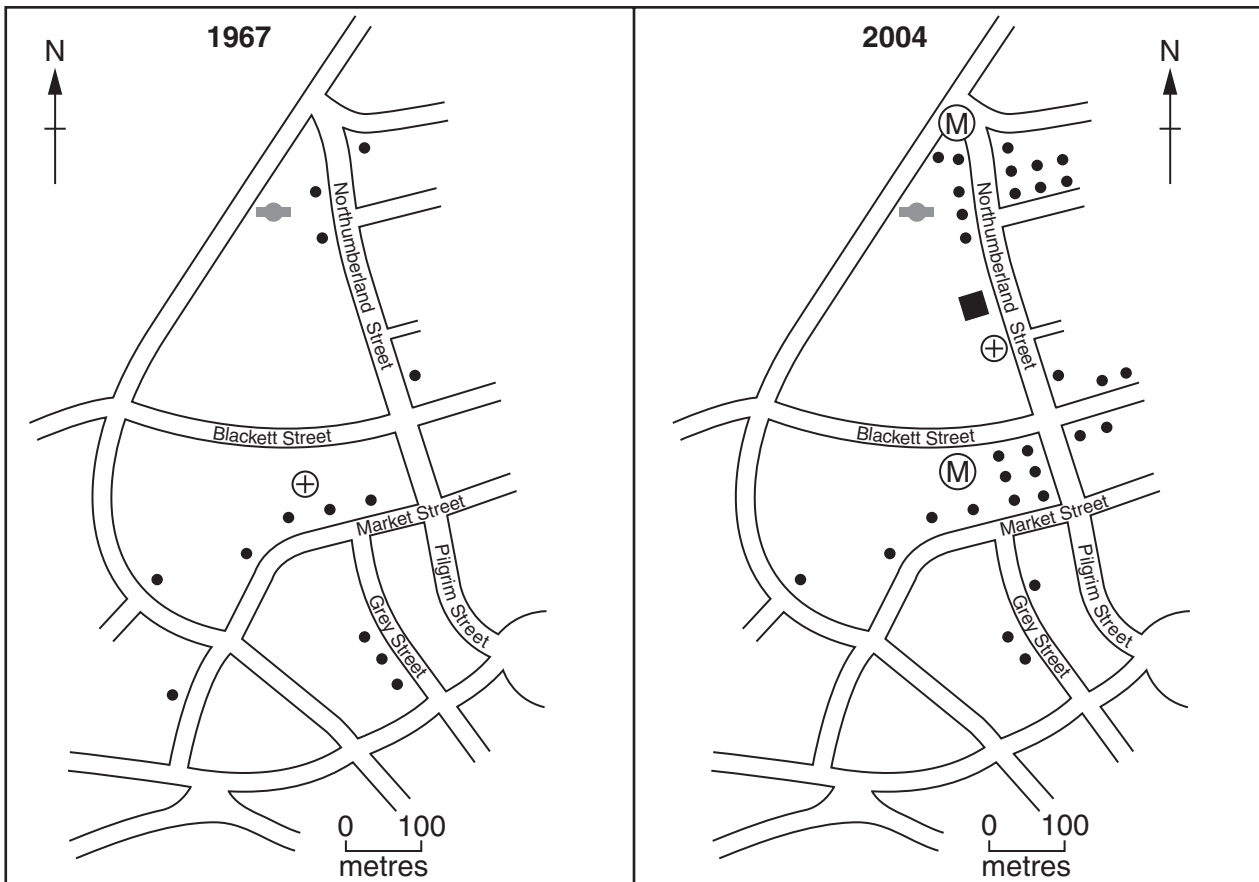 1967
N
Northumberland Street
Blackett Street
Market Street
Pilgrim Street
Grey Street
0 100
metres
2004
N
M
Northumberland Street
Blackett Street
M
Market Street
Pilgrim Street
Grey Street
0 100
metres